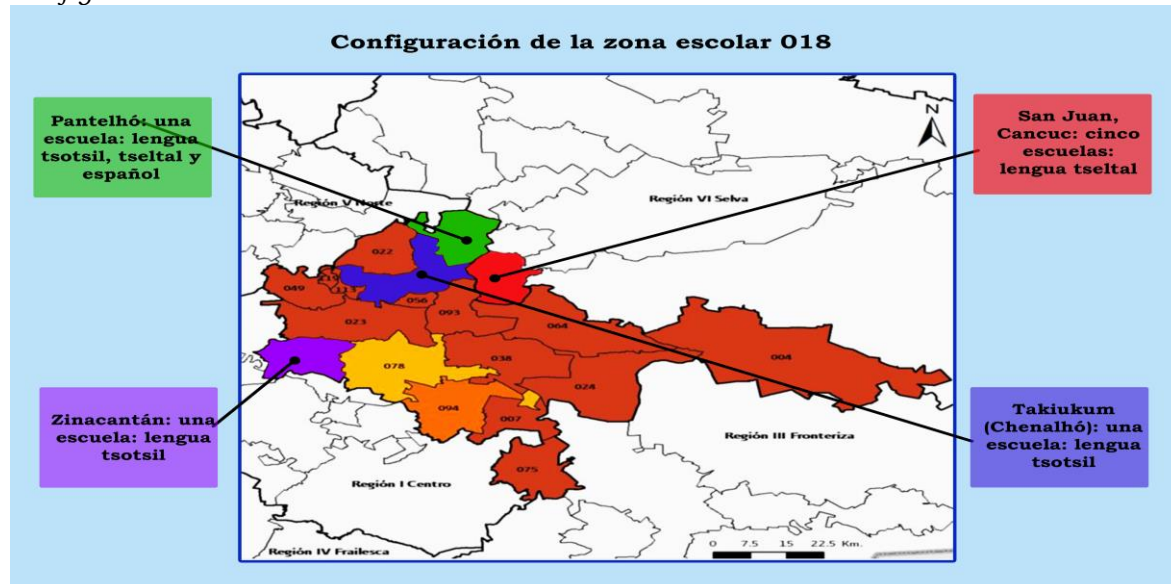 Configuración de la zona escolar 018
Pantelhó: una
escuela: lengua
tsotsil, tseltal y
español
San Juan,
Cancuc: cinco
escuelas:
lengua tseltal
N
Región V Norte
Región VI Selva
022
119
049
113
056
023
093
064
004
078
038
024
094
007
Zinacantán: una
escuela: lengua
tsotsil
Takiukum
(Chenalhó): una
escuela: lengua
tsotsil
Región III Fronteriza
075
Región I Centro
Región IV Frailesca
0 7.5 15 22.5 Km.